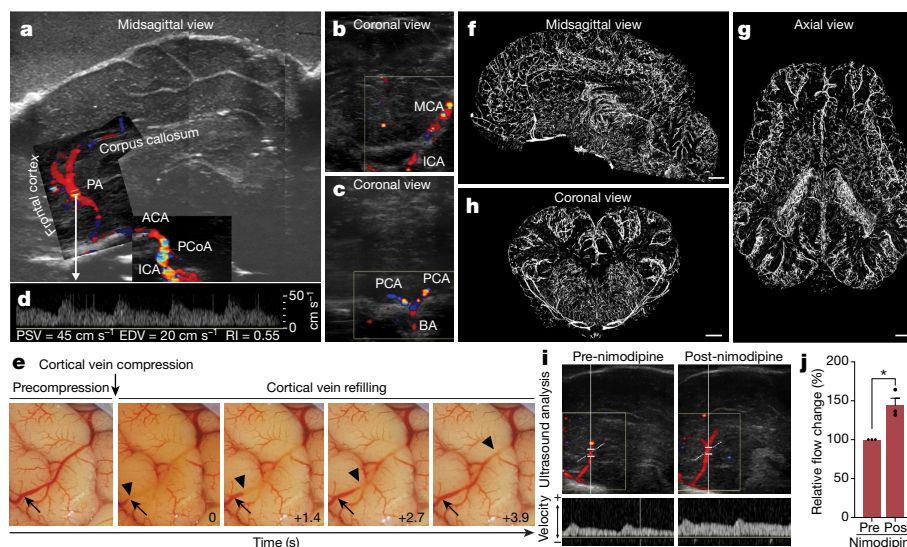 a
Midsagittal view
Corpus callosum
Frontal cortex
PA
ACA
PCoA
ICA
b
Coronal view
MCA
ICA
c
Coronal view
PCA
PCA
BA
d
50
0
cm s⁻¹
PSV = 45 cm s⁻¹ EDV = 20 cm s⁻¹ RI = 0.55
e
Cortical vein compression
Precompression
Cortical vein refilling
0
+1.4
+2.7
+3.9
Time (s)
f
Midsagittal view
g
Axial view
h
Coronal view
i
Pre-nimodipine
Post-nimodipine
Ultrasound analysis
Velocity
+
–
j
*
200
150
100
50
0
Relative flow change (%)
Pre Pos
Nimodipin